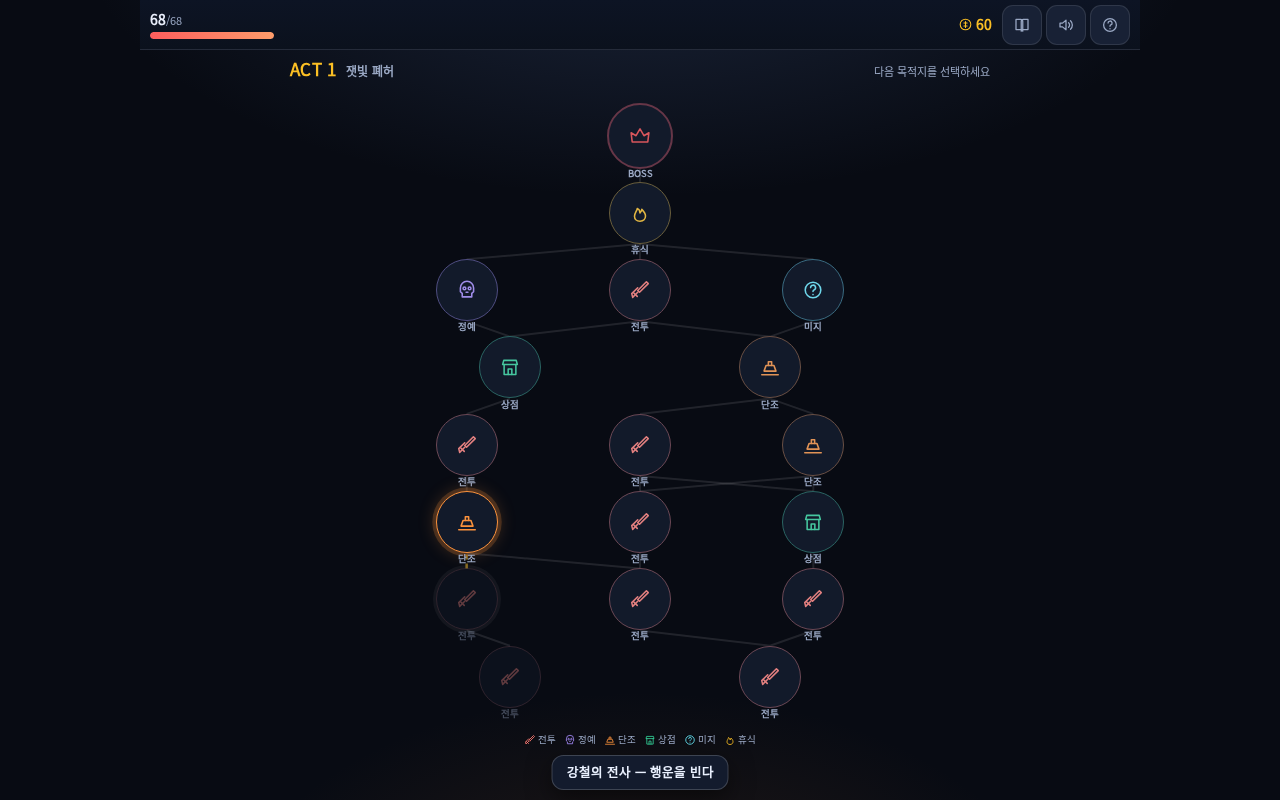 68/68
60
ACT 1 잿빛 폐허
다음 목적지를 선택하세요
BOSS
휴식
정예 전투 미지
상점 단조
전투 전투 단조
단조 전투 상점
전투 전투 전투
전투 전투
전투 정예 단조 상점 미지 휴식
강철의 전사 — 행운을 빈다